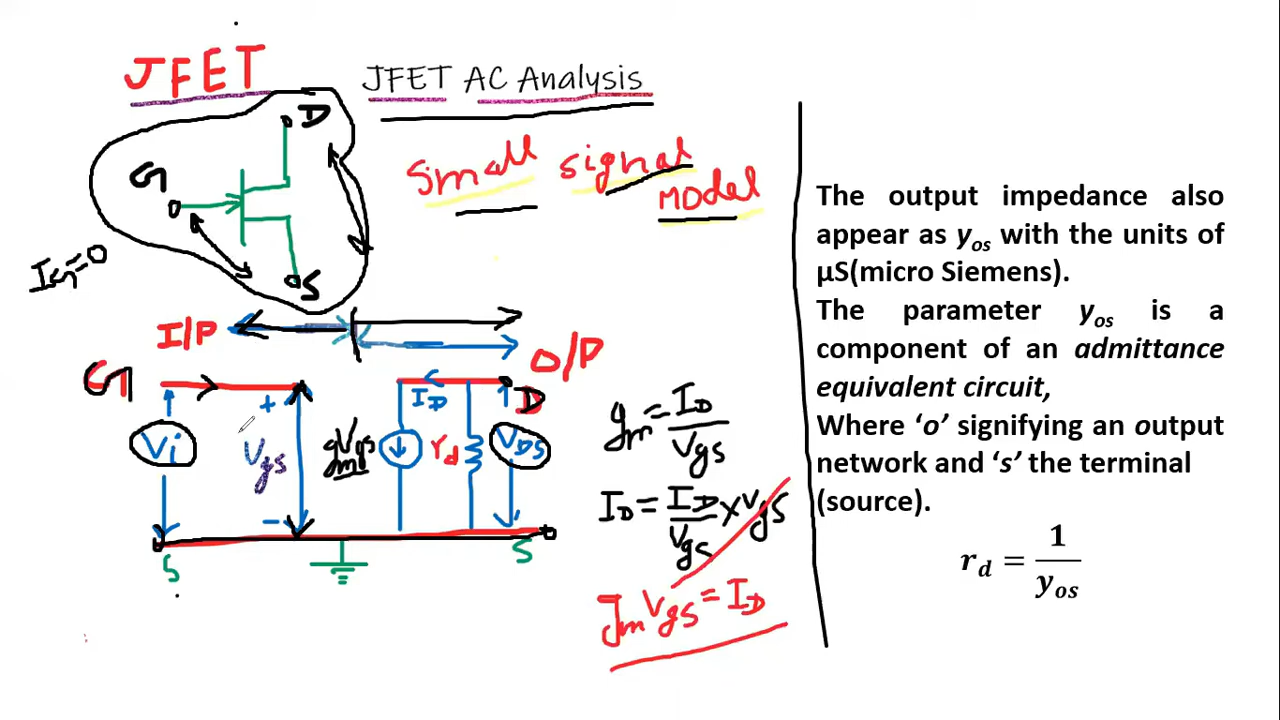 JFET
JFET AC Analysis
Small signal
MODEL
D
G
S
IG=0
I/P
O/P
G
D
ID
+
Vi
Vgs
gmVgs
rd
VDS
-
S
S
gm = ID/Vgs
ID = ID/Vgs × Vgs
gmVgs = ID
The output impedance also
appear as yos with the units of
μS(micro Siemens).
The parameter yos is a
component of an admittance
equivalent circuit,
Where ‘o’ signifying an output
network and ‘s’ the terminal
(source).
rd = 1/yos